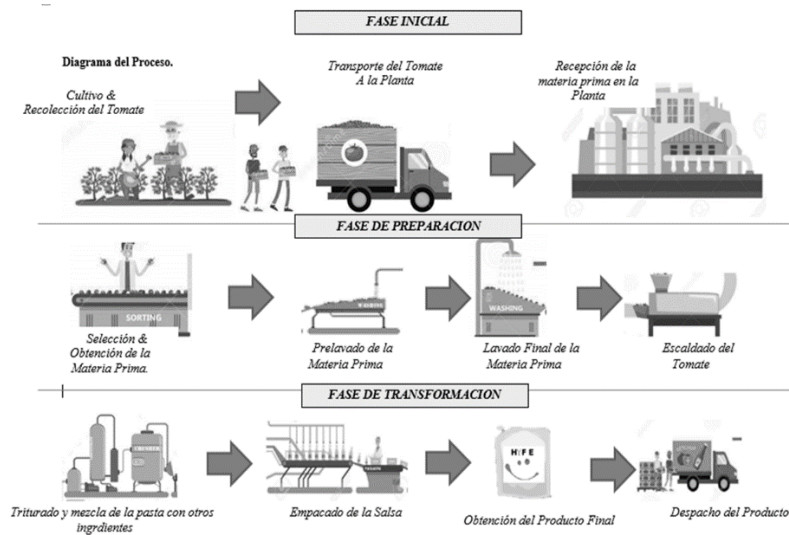 FASE INICIAL
Diagrama del Proceso.
Cultivo &
Recolección del Tomate
Transporte del Tomate
A la Planta
Recepción de la
materia prima en la
Planta
FASE DE PREPARACION
SORTING
WASHING
WASHING
Selección &
Obtención de la
Materia Prima.
Prelavado de la
Materia Prima
Lavado Final de la
Materia Prima
Escaldado del
Tomate
FASE DE TRANSFORMACION
HYFE
Triturado y mezcla de la pasta con otros
ingrdientes
Empacado de la Salsa
Obtención del Producto Final
Despacho del Producto